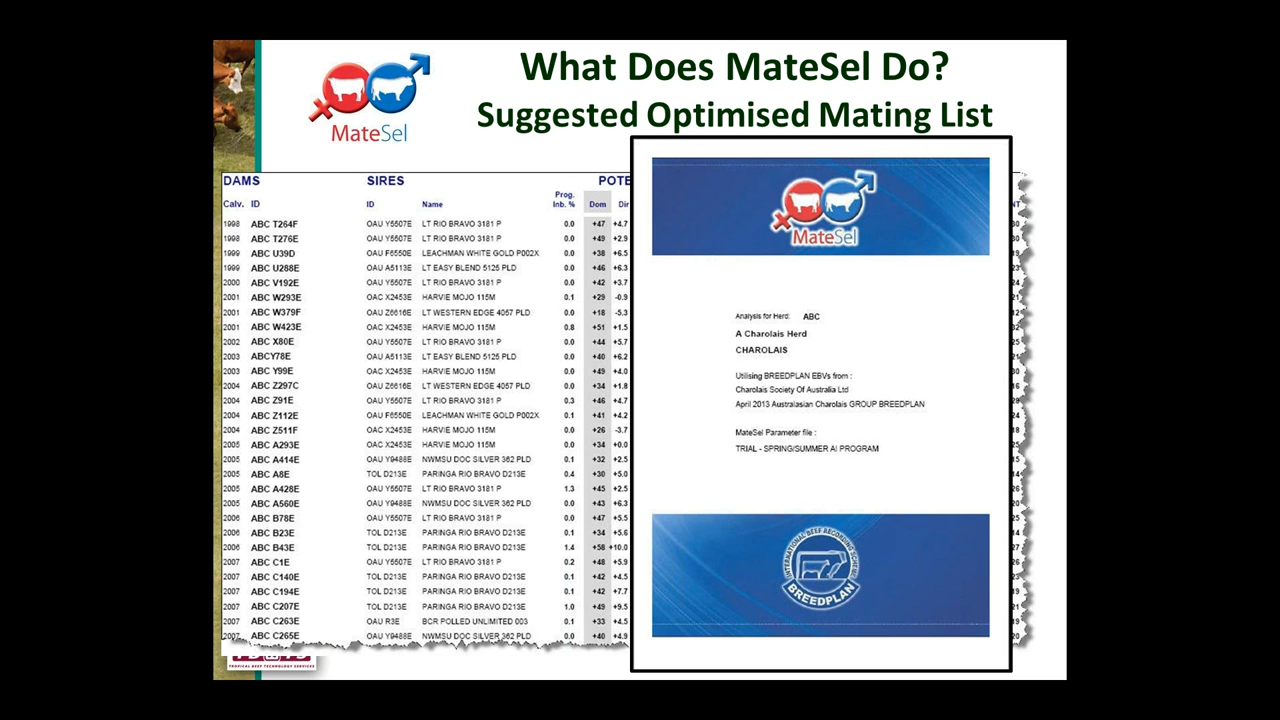 What Does MateSel Do?
Suggested Optimised Mating List
MateSel
DAMS SIRES POTE
Calv. ID ID Name Prog. Inb. % Dom Dir NT
1998 ABC T264F OAU Y5507E LT RIO BRAVO 3181 P 0.0 +47 +4.7
1998 ABC T276E OAU Y5507E LT RIO BRAVO 3181 P 0.0 +49 +2.9
1999 ABC U39D OAU F6550E LEACHMAN WHITE GOLD P002X 0.0 +38 +6.5
1999 ABC U288E OAU A5113E LT EASY BLEND 5125 PLD 0.0 +46 +6.3
2000 ABC V192E OAU Y5507E LT RIO BRAVO 3181 P 0.0 +42 +3.7
2001 ABC W293E OAC X2453E HARVIE MOJO 115M 0.1 +29 -0.9
2001 ABC W379F OAU Z6616E LT WESTERN EDGE 4057 PLD 0.0 +18 -5.3
2001 ABC W423E OAC X2453E HARVIE MOJO 115M 0.8 +51 +1.5
2002 ABC X80E OAU Y5507E LT RIO BRAVO 3181 P 0.0 +44 +5.7
2003 ABCY78E OAU A5113E LT EASY BLEND 5125 PLD 0.0 +40 +6.2
2003 ABC Y99E OAC X2453E HARVIE MOJO 115M 0.0 +49 +4.0
2004 ABC Z297C OAU Z6616E LT WESTERN EDGE 4057 PLD 0.0 +34 +1.8
2004 ABC Z91E OAU Y5507E LT RIO BRAVO 3181 P 0.3 +46 +4.7
2004 ABC Z112E OAU F6550E LEACHMAN WHITE GOLD P002X 0.1 +41 +4.2
2004 ABC Z511F OAC X2453E HARVIE MOJO 115M 0.0 +26 -3.7
2005 ABC A293E OAC X2453E HARVIE MOJO 115M 0.0 +34 +0.0
2005 ABC A414E OAU Y9488E NWMSU DOC SILVER 362 PLD 0.1 +32 +2.5
2005 ABC A8E TOL D213E PARINGA RIO BRAVO D213E 0.4 +30 +5.0
2005 ABC A428E OAU Y5507E LT RIO BRAVO 3181 P 1.3 +45 +2.5
2005 ABC A560E OAU Y9488E NWMSU DOC SILVER 362 PLD 0.0 +43 +6.3
2006 ABC B78E OAU Y5507E LT RIO BRAVO 3181 P 0.0 +47 +5.5
2006 ABC B23E TOL D213E PARINGA RIO BRAVO D213E 0.1 +34 +5.6
2006 ABC B43E TOL D213E PARINGA RIO BRAVO D213E 1.4 +58 +10.0
2007 ABC C1E OAU Y5507E LT RIO BRAVO 3181 P 0.2 +48 +5.9
2007 ABC C140E TOL D213E PARINGA RIO BRAVO D213E 0.1 +42 +4.5
2007 ABC C194E TOL D213E PARINGA RIO BRAVO D213E 0.1 +42 +7.7
2007 ABC C207E TOL D213E PARINGA RIO BRAVO D213E 1.0 +49 +9.5
2007 ABC C263E OAU R3E BCR POLLED UNLIMITED 003 0.1 +33 +4.5
2007 ABC C265E OAU Y9488E NWMSU DOC SILVER 362 PLD 0.0 +40 +4.9
TROPICAL BEEF TECHNOLOGY SERVICES
MateSel
Analysis for Herd: ABC
A Charolais Herd
CHAROLAIS
Utilising BREEDPLAN EBVs from :
Charolais Society Of Australia Ltd
April 2013 Australasian Charolais GROUP BREEDPLAN
MateSel Parameter file :
TRIAL - SPRING/SUMMER AI PROGRAM
INTERNATIONAL BEEF RECORDING SCHEME
BREEDPLAN